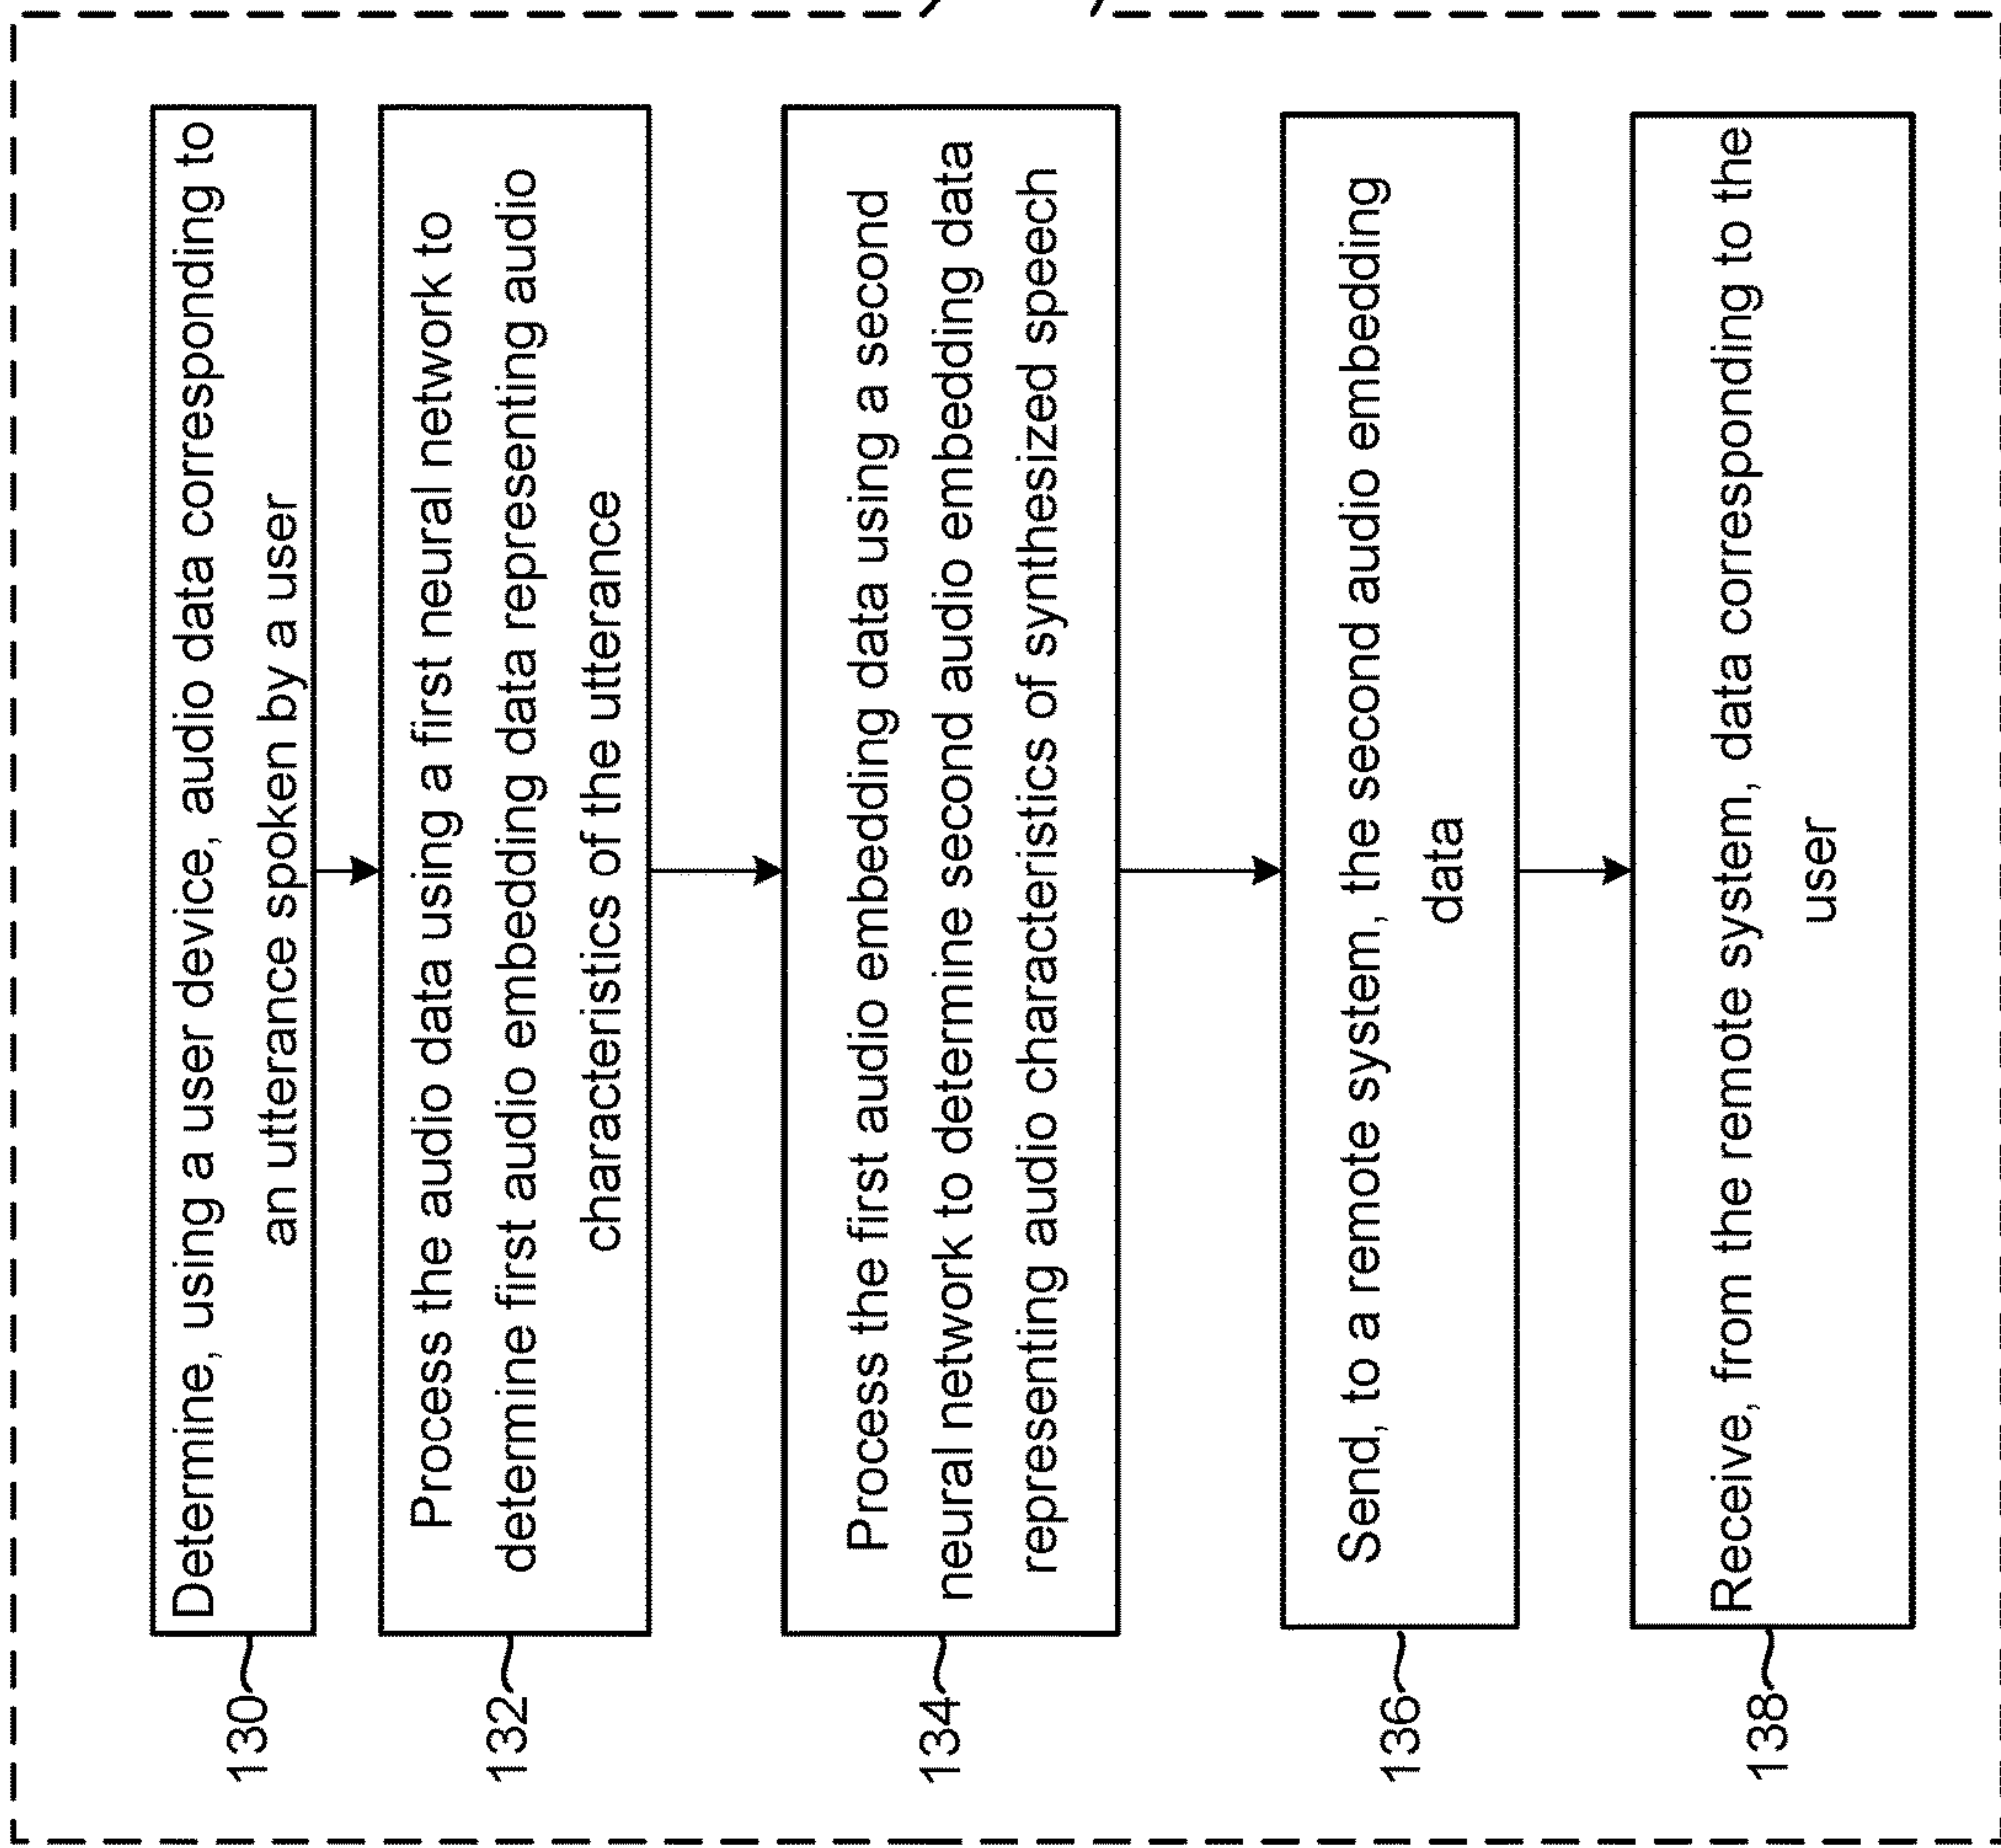 130
Determine, using a user device, audio data corresponding to
an utterance spoken by a user
132
Process the audio data using a first neural network to
determine first audio embedding data representing audio
characteristics of the utterance
134
Process the first audio embedding data using a second
neural network to determine second audio embedding data
representing audio characteristics of synthesized speech
136
Send, to a remote system, the second audio embedding
data
138
Receive, from the remote system, data corresponding to the
user